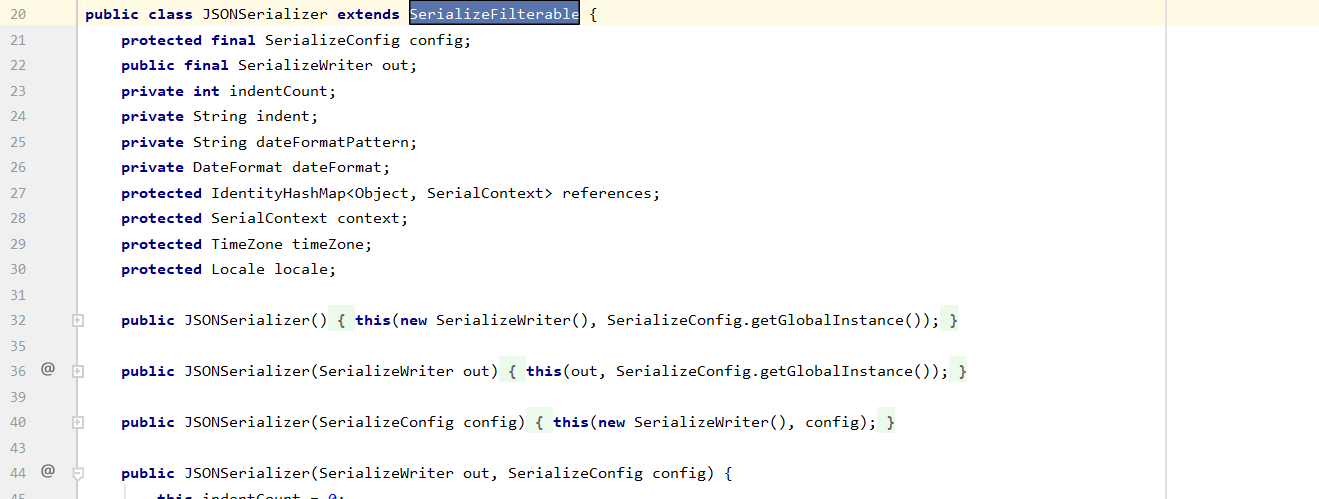 20 public class JSONSerializer extends SerializeFilterable {
21 protected final SerializeConfig config;
22 public final SerializeWriter out;
23 private int indentCount;
24 private String indent;
25 private String dateFormatPattern;
26 private DateFormat dateFormat;
27 protected IdentityHashMap<Object, SerialContext> references;
28 protected SerialContext context;
29 protected TimeZone timeZone;
30 protected Locale locale;
31
32 public JSONSerializer() { this(new SerializeWriter(), SerializeConfig.getGlobalInstance()); }
35
36 @ public JSONSerializer(SerializeWriter out) { this(out, SerializeConfig.getGlobalInstance()); }
39
40 public JSONSerializer(SerializeConfig config) { this(new SerializeWriter(), config); }
43
44 @ public JSONSerializer(SerializeWriter out, SerializeConfig config) {
45 this.indentCount = 0;